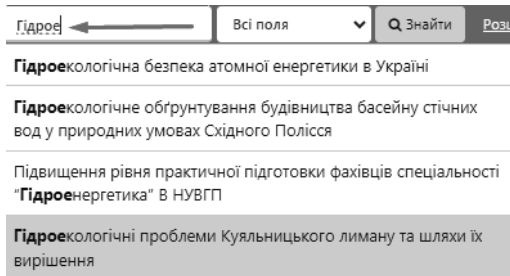 Гідрое Всі поля Знайти
Гідроекологічна безпека атомної енергетики в Україні
Гідроекологічне обґрунтування будівництва басейну стічних
вод у природних умовах Східного Полісся
Підвищення рівня практичної підготовки фахівців спеціальності
"Гідроенергетика" В НУВГП
Гідроекологічні проблеми Куяльницького лиману та шляхи їх
вирішення